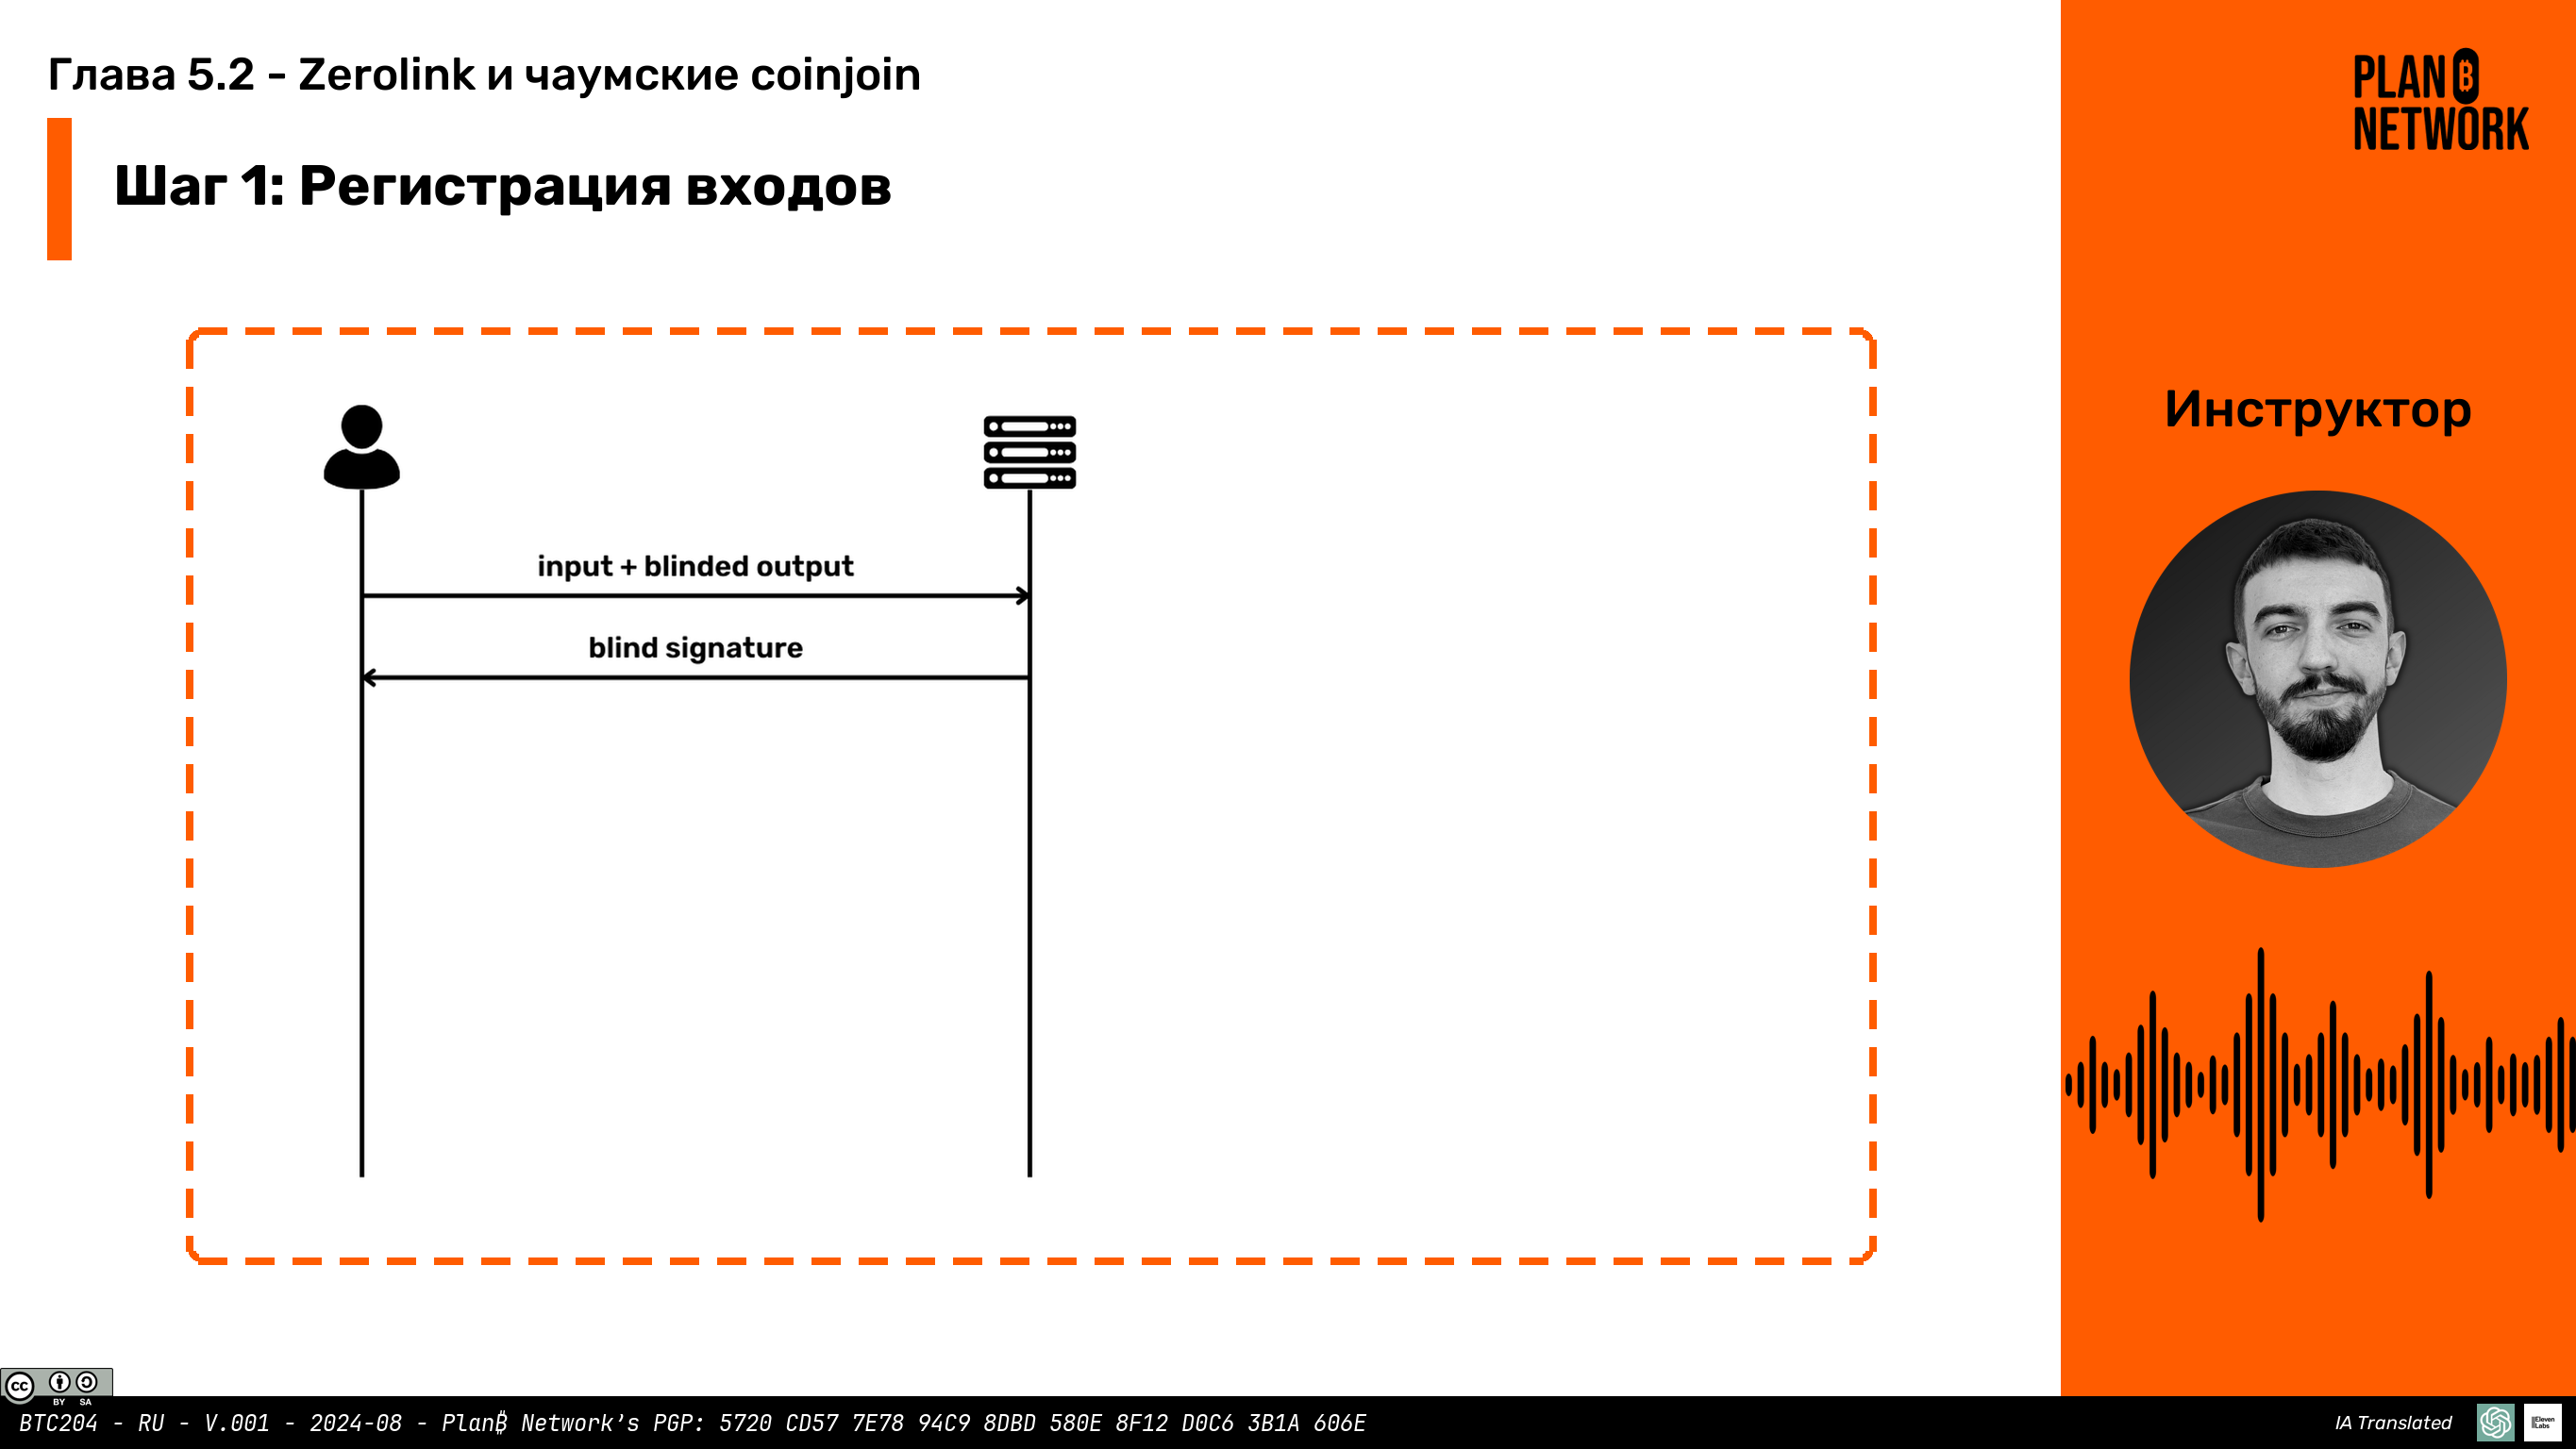 Глава 5.2 - Zerolink и чаумские coinjoin
Шаг 1: Регистрация входов
input + blinded output
blind signature
PLAN ₿
NETWORK
Инструктор
cc
BY SA
BTC204 - RU - V.001 - 2024-08 - Plan₿ Network’s PGP: 5720 CD57 7E78 94C9 8DBD 580E 8F12 D0C6 3B1A 606E
IA Translated
ElevenLabs